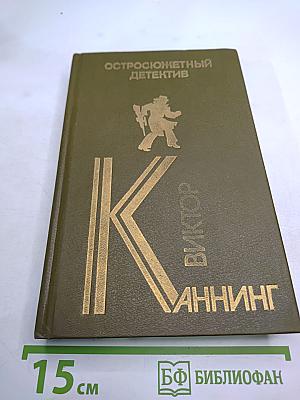 ОСТРОСЮЖЕТНЫЙ
ДЕТЕКТИВ
ВИКТОР
КАННИНГ
15 см
БФ БИБЛИОФАН